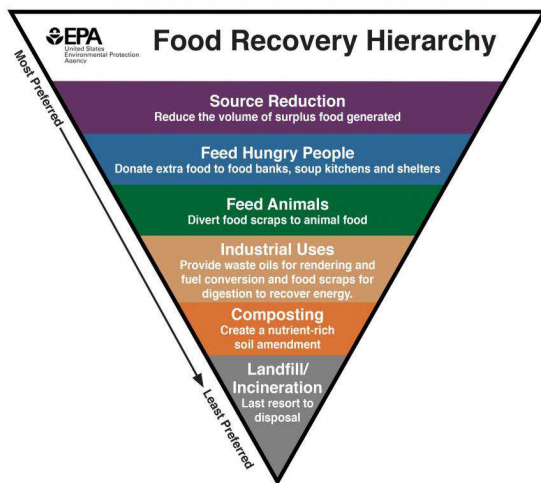 EPA
United States
Environmental Protection
Agency
Food Recovery Hierarchy
Most Preferred
Source Reduction
Reduce the volume of surplus food generated
Feed Hungry People
Donate extra food to food banks, soup kitchens and shelters
Feed Animals
Divert food scraps to animal food
Industrial Uses
Provide waste oils for rendering and
fuel conversion and food scraps for
digestion to recover energy.
Composting
Create a nutrient-rich
soil amendment
Landfill/
Incineration
Last resort to
disposal
Least Preferred